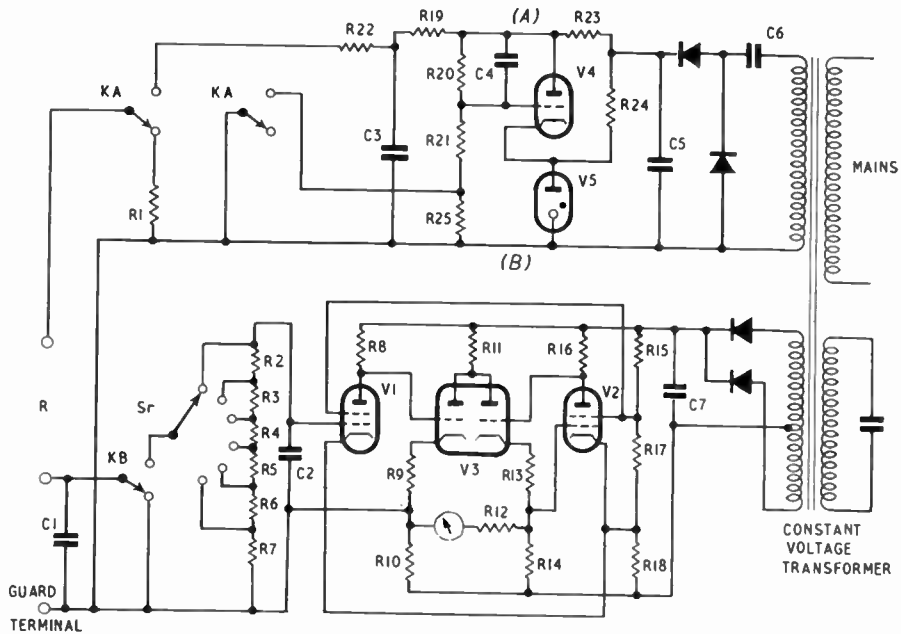 R19
(A)
R23
C6
R22
R20
C4
V4
KA
KA
R24
C3
R21
C5
MAINS
V5
R1
R25
(B)
R2
R8
R11
R16
R15
R3
V1
V2
C7
R
Sr
R4
R5
C2
R17
KB
V3
R9
R13
R6
R12
C1
R7
R10
R14
R18
GUARD
TERMINAL
CONSTANT
VOLTAGE
TRANSFORMER